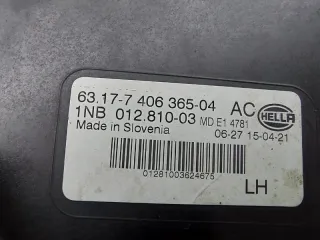 63.17-7 406 365-04 AC
1NB 012.810-03 MD E1 4781
HELLA
Made in Slovenia 06-27 15-04-21
01281003624675
LH